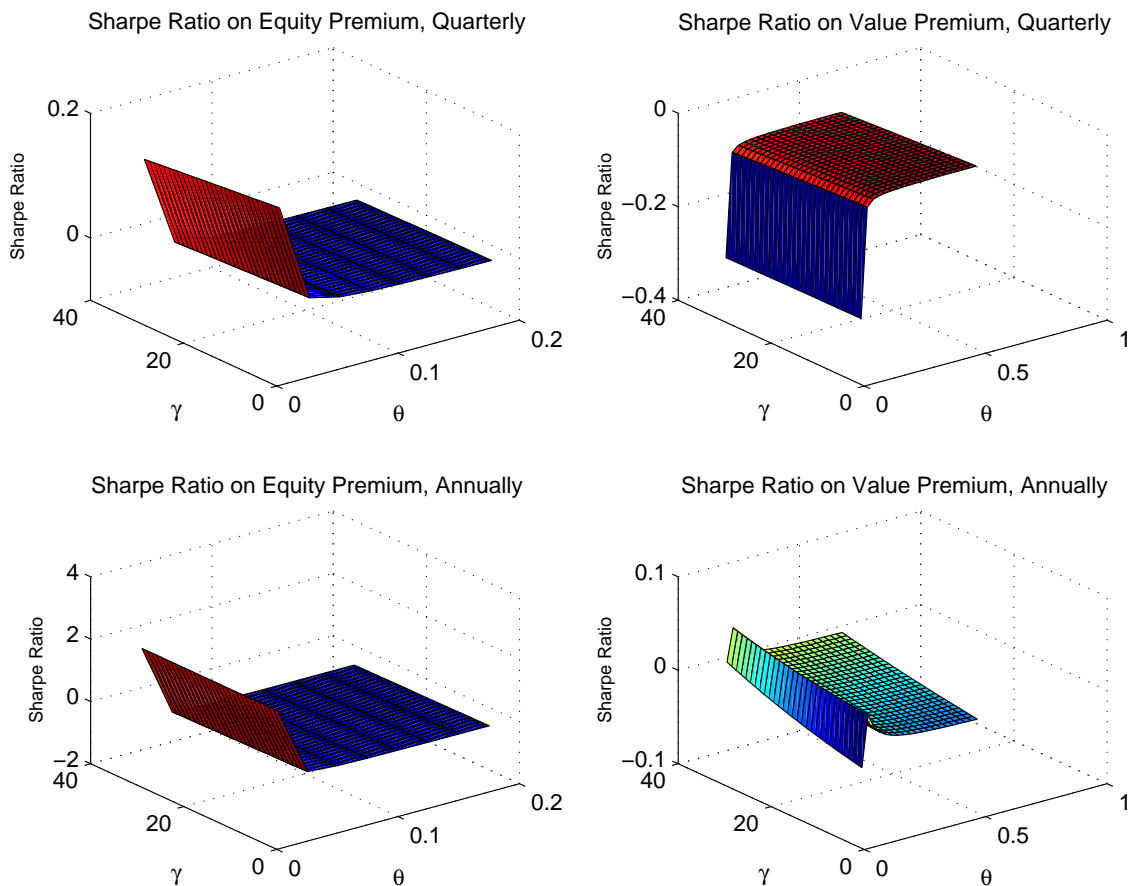 Sharpe Ratio on Equity Premium, Quarterly
0.2
0
40
20
0
0
0.1
0.2
Sharpe Ratio
γ
θ
Sharpe Ratio on Value Premium, Quarterly
0
−0.2
−0.4
40
20
0
0
0.5
1
Sharpe Ratio
γ
θ
Sharpe Ratio on Equity Premium, Annually
4
2
0
−2
40
20
0
0
0.1
0.2
Sharpe Ratio
γ
θ
Sharpe Ratio on Value Premium, Annually
0.1
0
−0.1
40
20
0
0
0.5
1
Sharpe Ratio
γ
θ